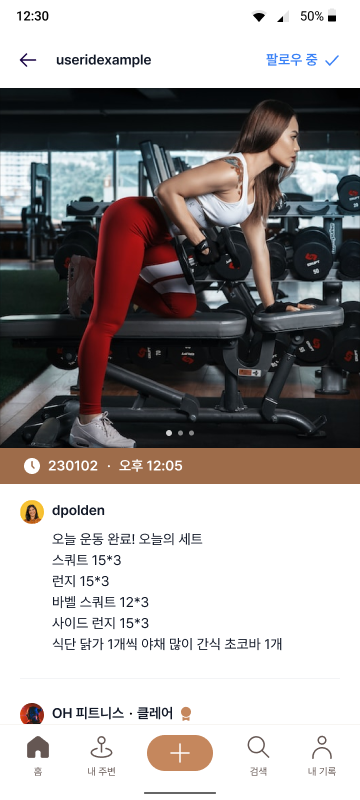 12:30
50%
useridexample
팔로우 중
230102 · 오후 12:05
dpolden
오늘 운동 완료! 오늘의 세트
스쿼트 15*3
런지 15*3
바벨 스쿼트 12*3
사이드 런지 15*3
식단 닭가 1개씩 야채 많이 간식 초코바 1개
OH 피트니스 · 클레어
홈
내 주변
검색
내 기록